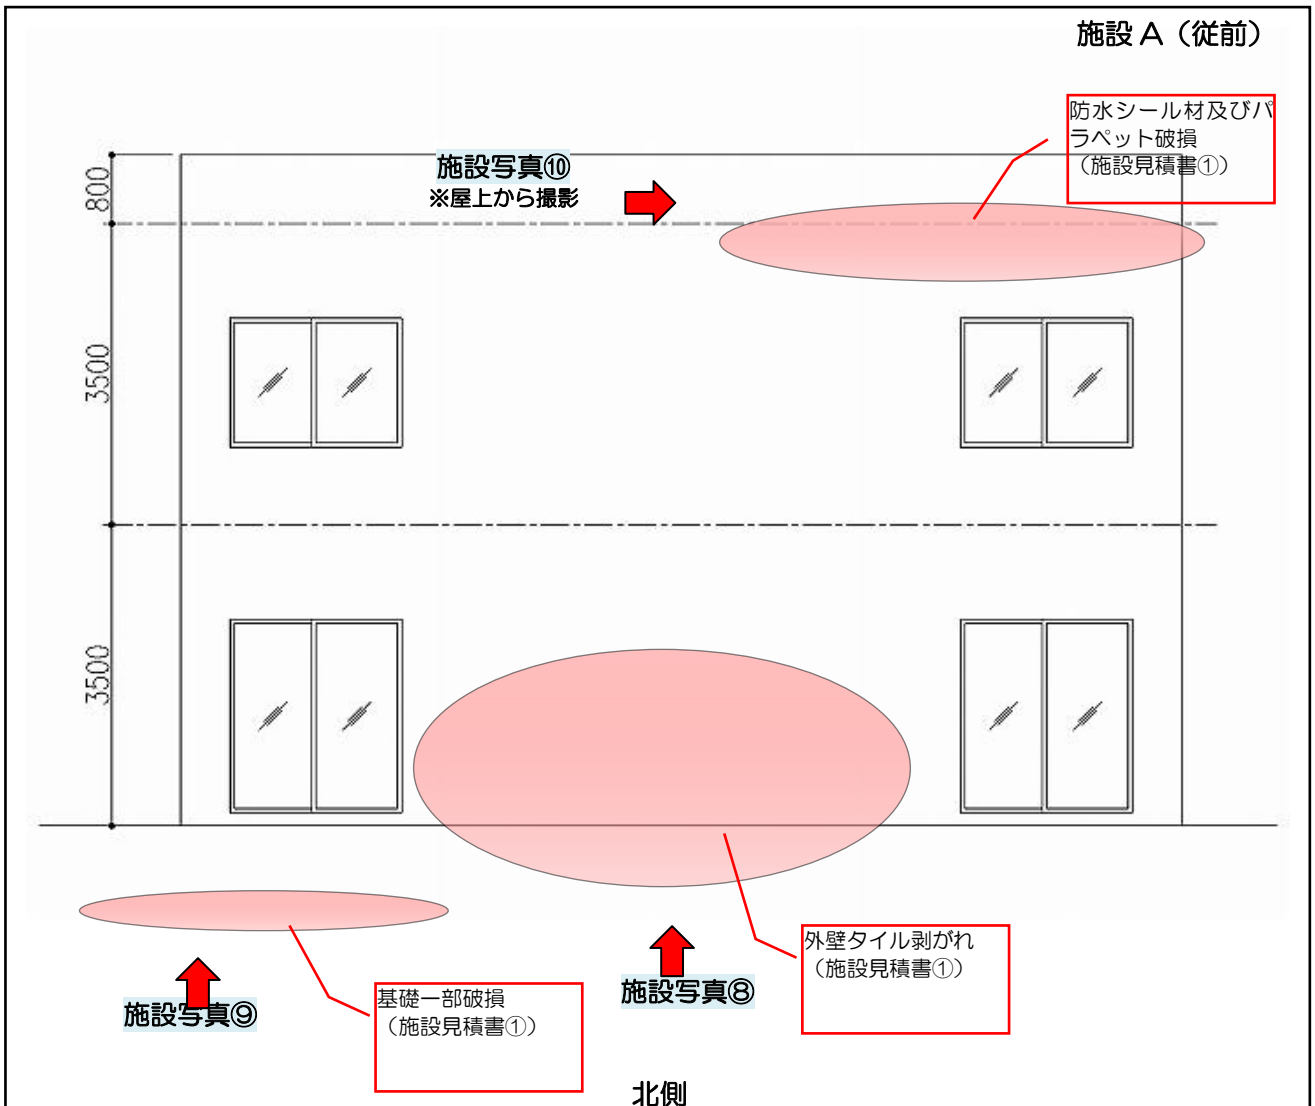 施設A(従前)
防水シール材及びパ
ラペット破損
(施設見積書①)
施設写真⑩
※屋上から撮影
800
3500
3500
外壁タイル剥がれ
(施設見積書①)
施設写真⑧
基礎一部破損
(施設見積書①)
施設写真⑨
北側